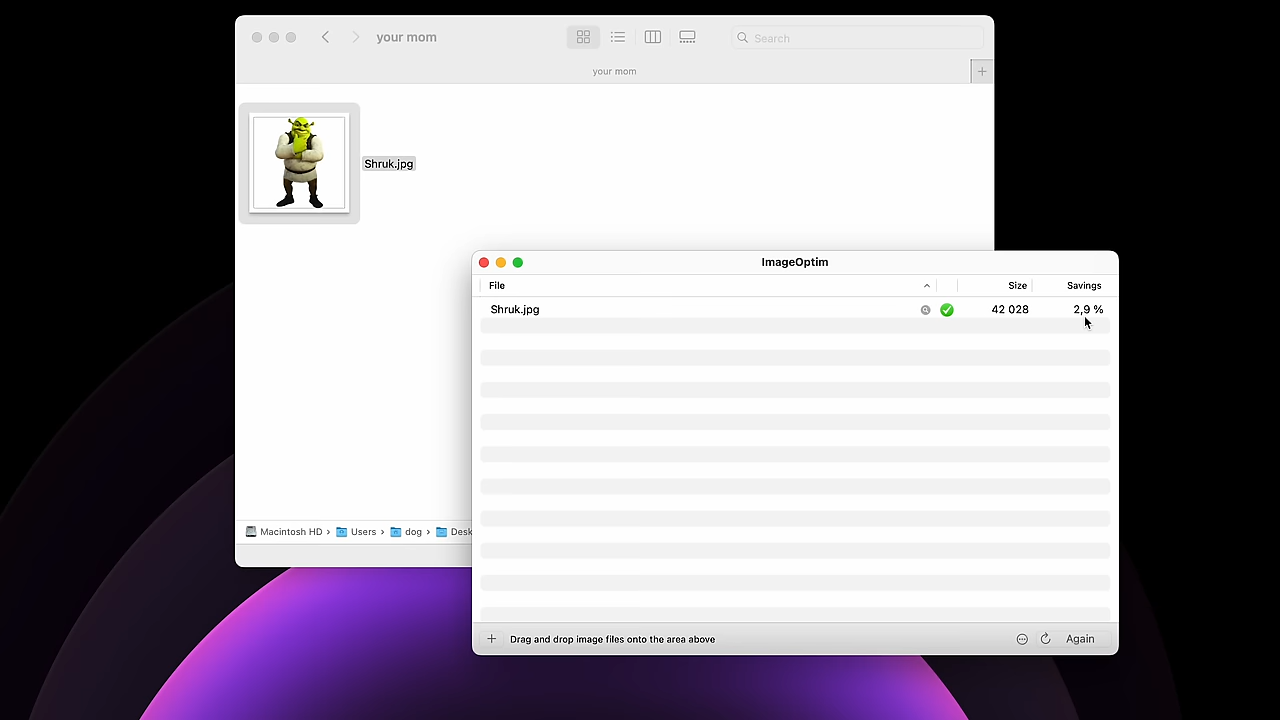 your mom
Search
your mom
Shruk.jpg
ImageOptim
File Size Savings
Shruk.jpg 42 028 2,9 %
Macintosh HD › Users › dog › Desk
Drag and drop image files onto the area above
Again